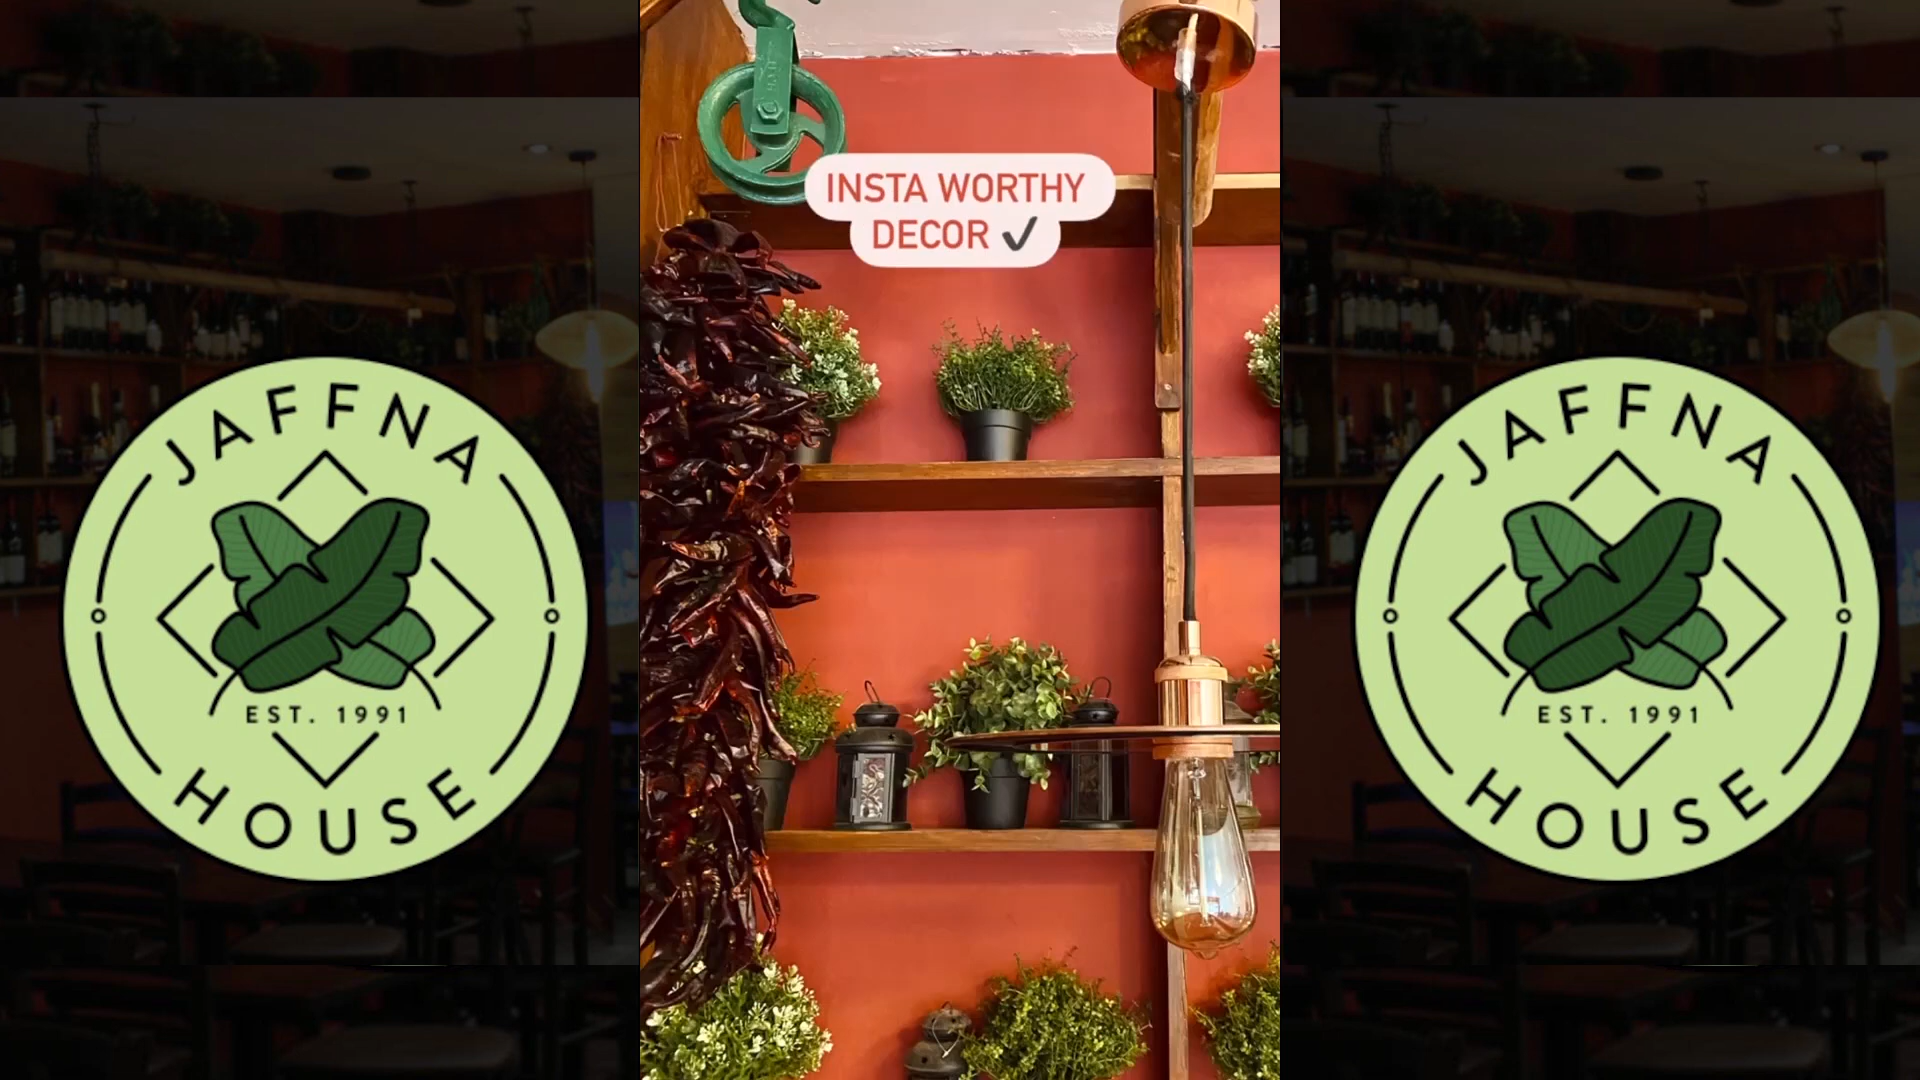 JAFFNA
EST. 1991
HOUSE
INSTA WORTHY
DECOR ✔
JAFFNA
EST. 1991
HOUSE